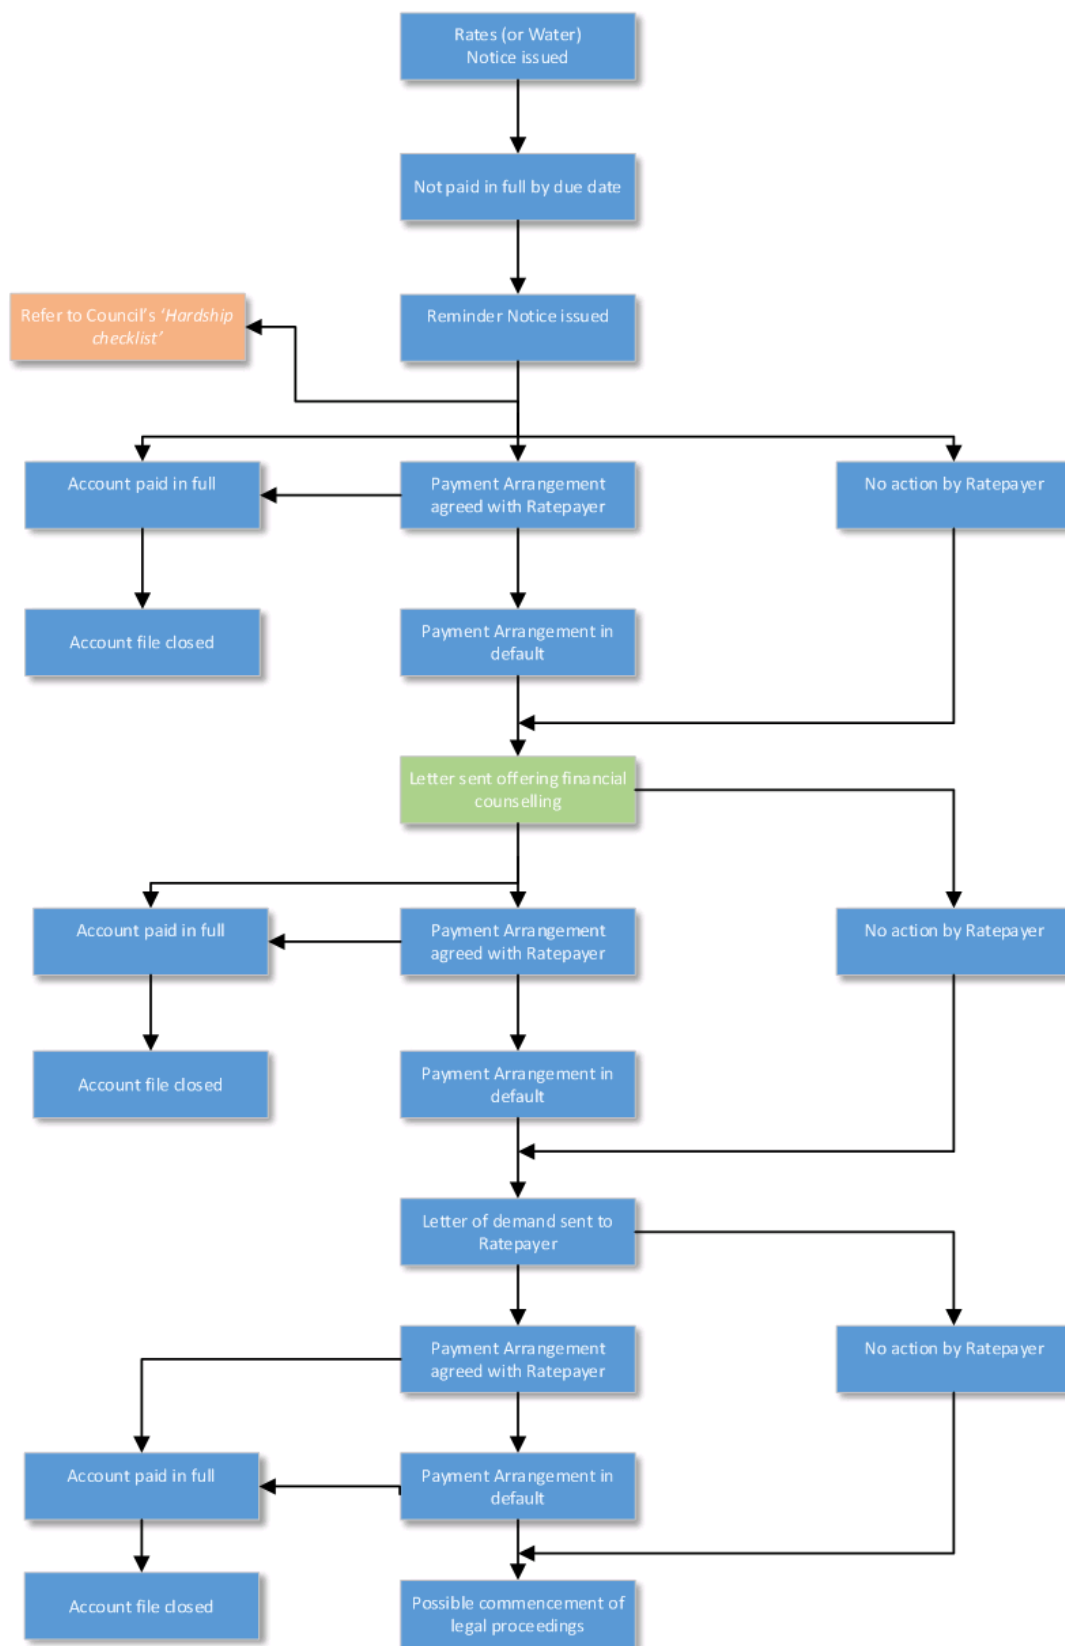 Rates (or Water)
Notice issued
Not paid in full by due date
Refer to Council's 'Hardship
checklist'
Reminder Notice issued
Account paid in full
Payment Arrangement
agreed with Ratepayer
No action by Ratepayer
Account file closed
Payment Arrangement in
default
Letter sent offering financial
counselling
Account paid in full
Payment Arrangement
agreed with Ratepayer
No action by Ratepayer
Account file closed
Payment Arrangement in
default
Letter of demand sent to
Ratepayer
Payment Arrangement
agreed with Ratepayer
No action by Ratepayer
Account paid in full
Payment Arrangement in
default
Account file closed
Possible commencement of
legal proceedings